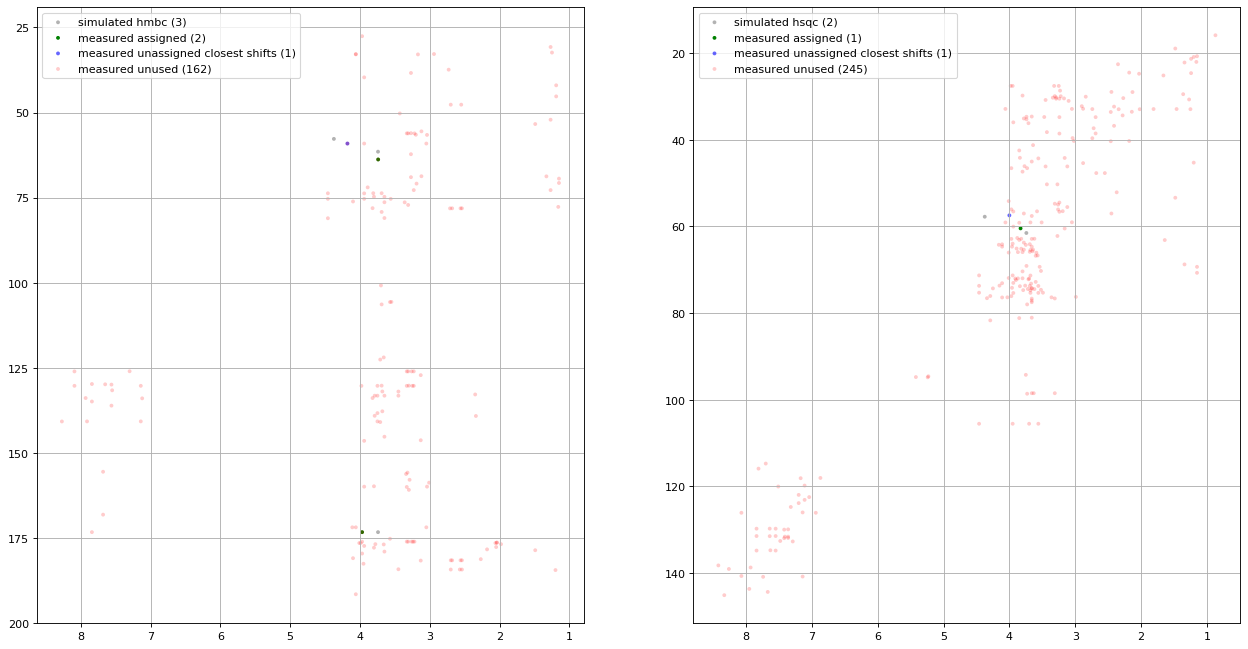 simulated hmbc (3)
measured assigned (2)
measured unassigned closest shifts (1)
measured unused (162)
25
50
75
100
125
150
175
200
8 7 6 5 4 3 2 1
simulated hsqc (2)
measured assigned (1)
measured unassigned closest shifts (1)
measured unused (245)
20
40
60
80
100
120
140
8 7 6 5 4 3 2 1